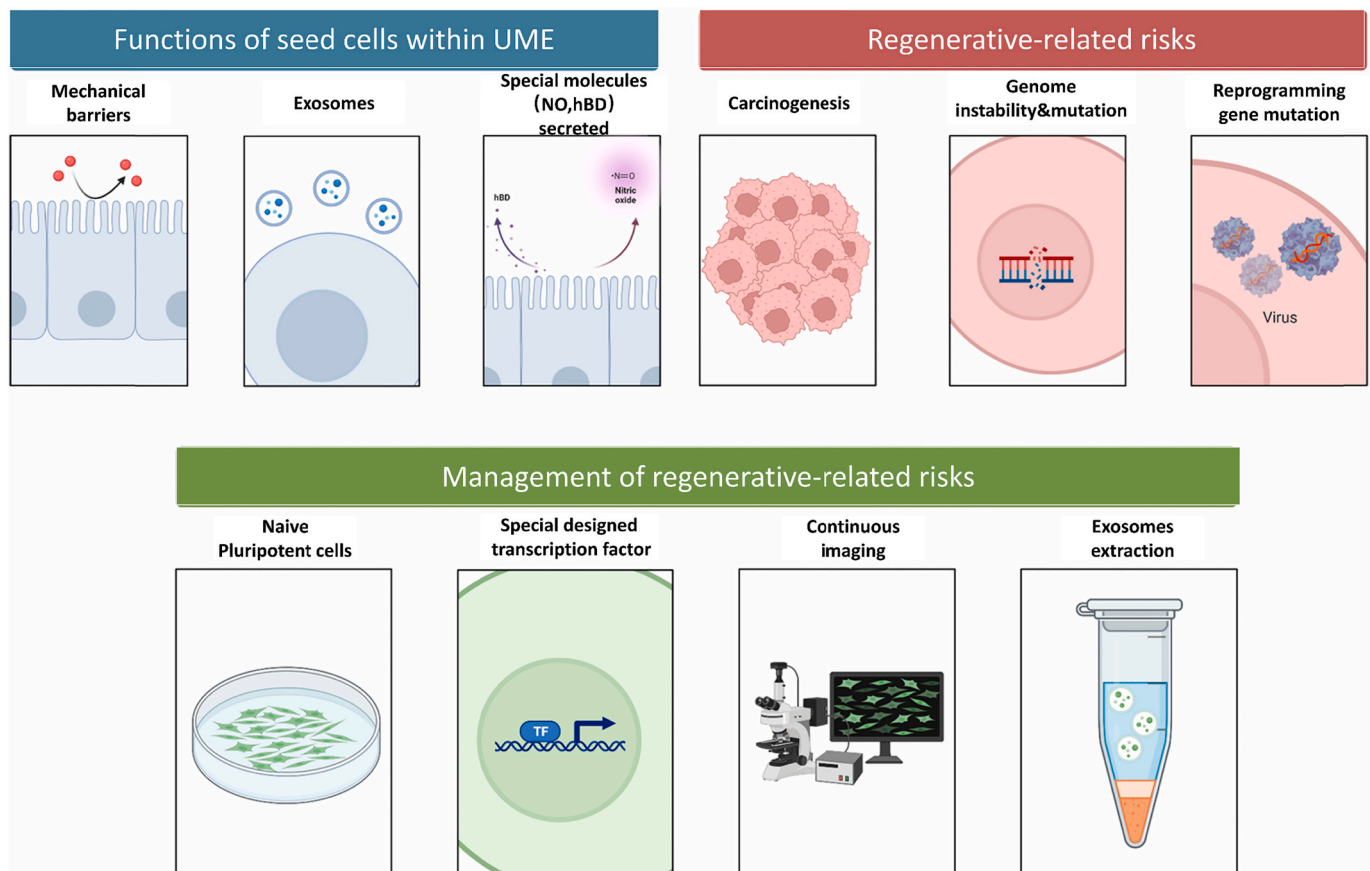 Functions of seed cells within UME
Regenerative-related risks
Mechanical
barriers
Exosomes
Special molecules
(NO,hBD)
secreted
Carcinogenesis
Genome
instability&mutation
Reprogramming
gene mutation
hBD
·N=O
Nitric
oxide
Virus
Management of regenerative-related risks
Naive
Pluripotent cells
Special designed
transcription factor
Continuous
imaging
Exosomes
extraction
TF